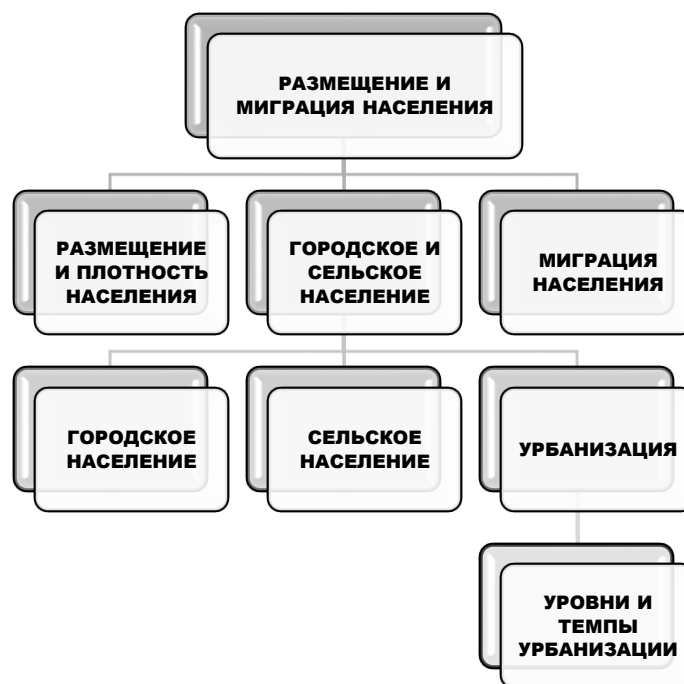 РАЗМЕЩЕНИЕ И
МИГРАЦИЯ НАСЕЛЕНИЯ
РАЗМЕЩЕНИЕ
И ПЛОТНОСТЬ
НАСЕЛЕНИЯ
ГОРОДСКОЕ И
СЕЛЬСКОЕ
НАСЕЛЕНИЕ
МИГРАЦИЯ
НАСЕЛЕНИЯ
ГОРОДСКОЕ
НАСЕЛЕНИЕ
СЕЛЬСКОЕ
НАСЕЛЕНИЕ
УРБАНИЗАЦИЯ
УРОВНИ И
ТЕМПЫ
УРБАНИЗАЦИИ